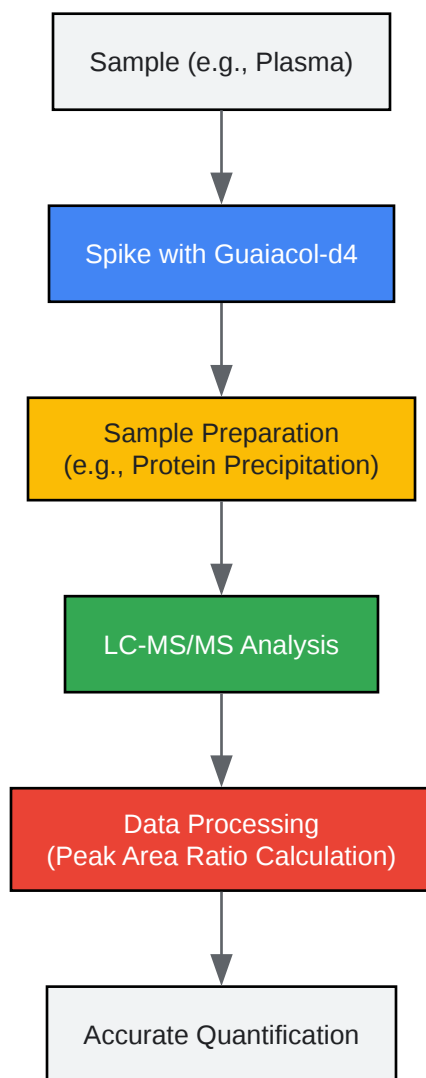 Sample (e.g., Plasma)
Spike with Guaiacol-d4
Sample Preparation
(e.g., Protein Precipitation)
LC-MS/MS Analysis
Data Processing
(Peak Area Ratio Calculation)
Accurate Quantification